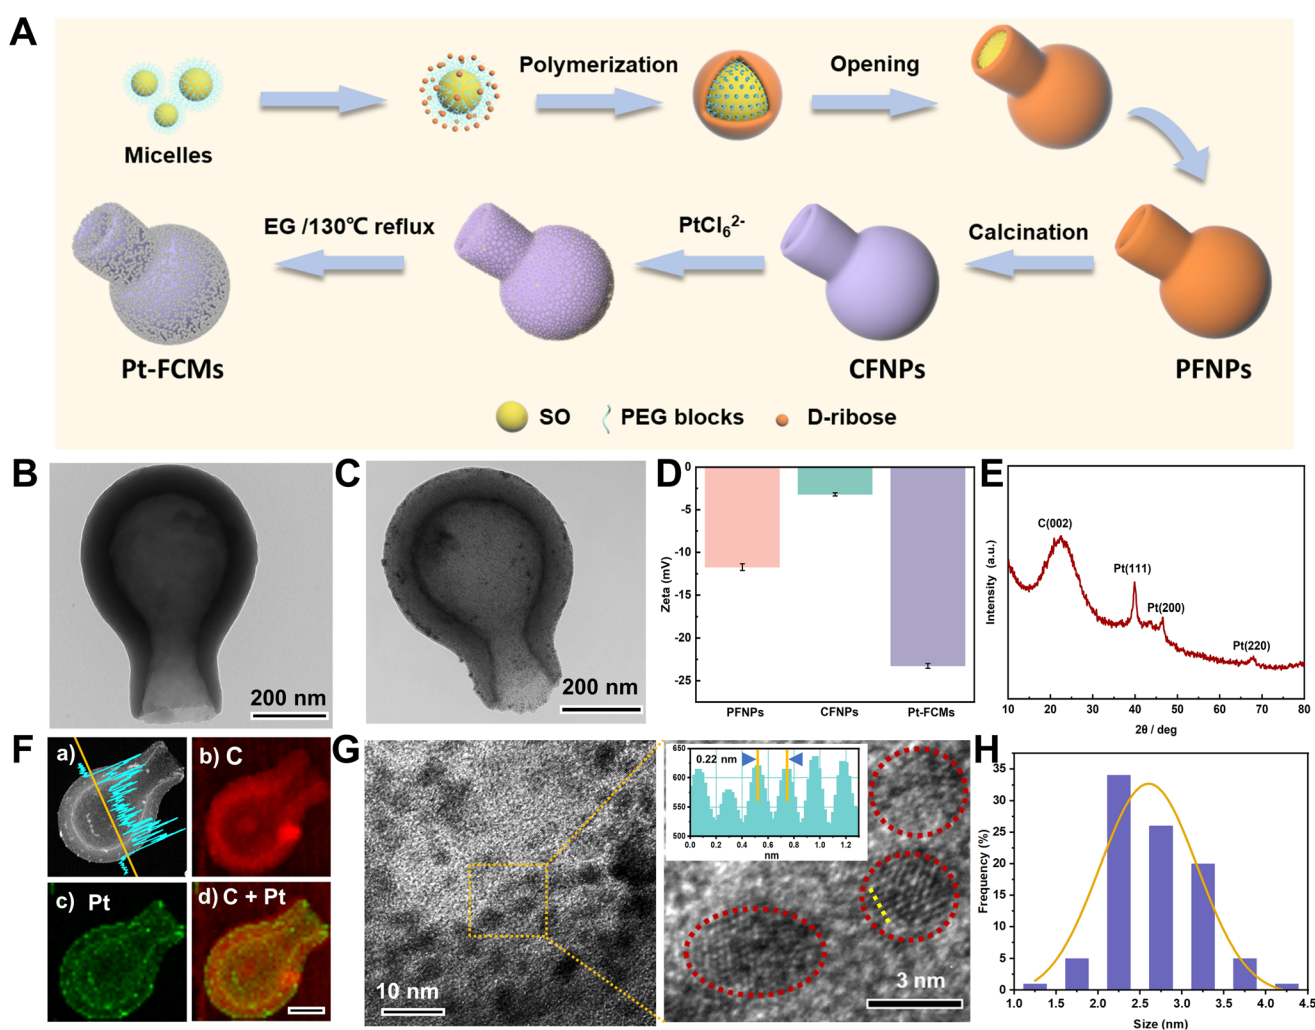 A
Micelles
Polymerization
Opening
EG /130℃ reflux
PtCl₆²⁻
Calcination
Pt-FCMs
CFNPs
PFNPs
SO
PEG blocks
D-ribose
B
200 nm
C
200 nm
D
Zeta (mV)
0
-5
-10
-15
-20
-25
PFNPs
CFNPs
Pt-FCMs
E
Intensity (a.u.)
C(002)
Pt(111)
Pt(200)
Pt(220)
10 20 30 40 50 60 70 80
2θ / deg
F
a)
b) C
c) Pt
d) C + Pt
G
10 nm
650
600
550
500
0.22 nm
0.0 0.2 0.4 0.6 0.8 1.0 1.2
nm
3 nm
H
Frequency (%)
35
30
25
20
15
10
5
0
1.0 1.5 2.0 2.5 3.0 3.5 4.0 4.5
Size (nm)